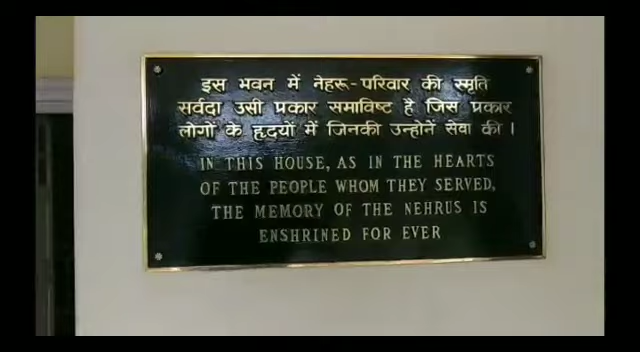 इस भवन में नेहरू-परिवार की स्मृति
सर्वदा उसी प्रकार समाविष्ट है जिस प्रकार
लोगों के हृदयों में जिनकी उन्होंने सेवा की।
IN THIS HOUSE, AS IN THE HEARTS
OF THE PEOPLE WHOM THEY SERVED,
THE MEMORY OF THE NEHRUS IS
ENSHRINED FOR EVER